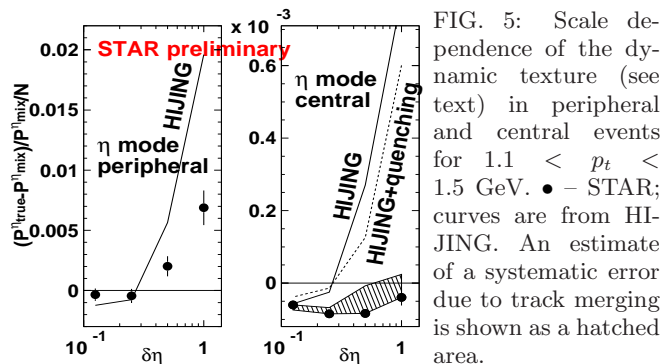 × 10 -3
STAR preliminary
(Pηtrue-Pηmix)/Pηmix/N
0.02
0.015
0.01
0.005
0
HIJING
η mode
peripheral
10 -1
1
δη
0.6
0.4
0.2
0
η mode
central
HIJING
HIJING+quenching
10 -1
1
δη
FIG. 5: Scale de-
pendence of the dy-
namic texture (see
text) in peripheral
and central events
for 1.1 < pt <
1.5 GeV. ● – STAR;
curves are from HI-
JING. An estimate
of a systematic error
due to track merging
is shown as a hatched
area.